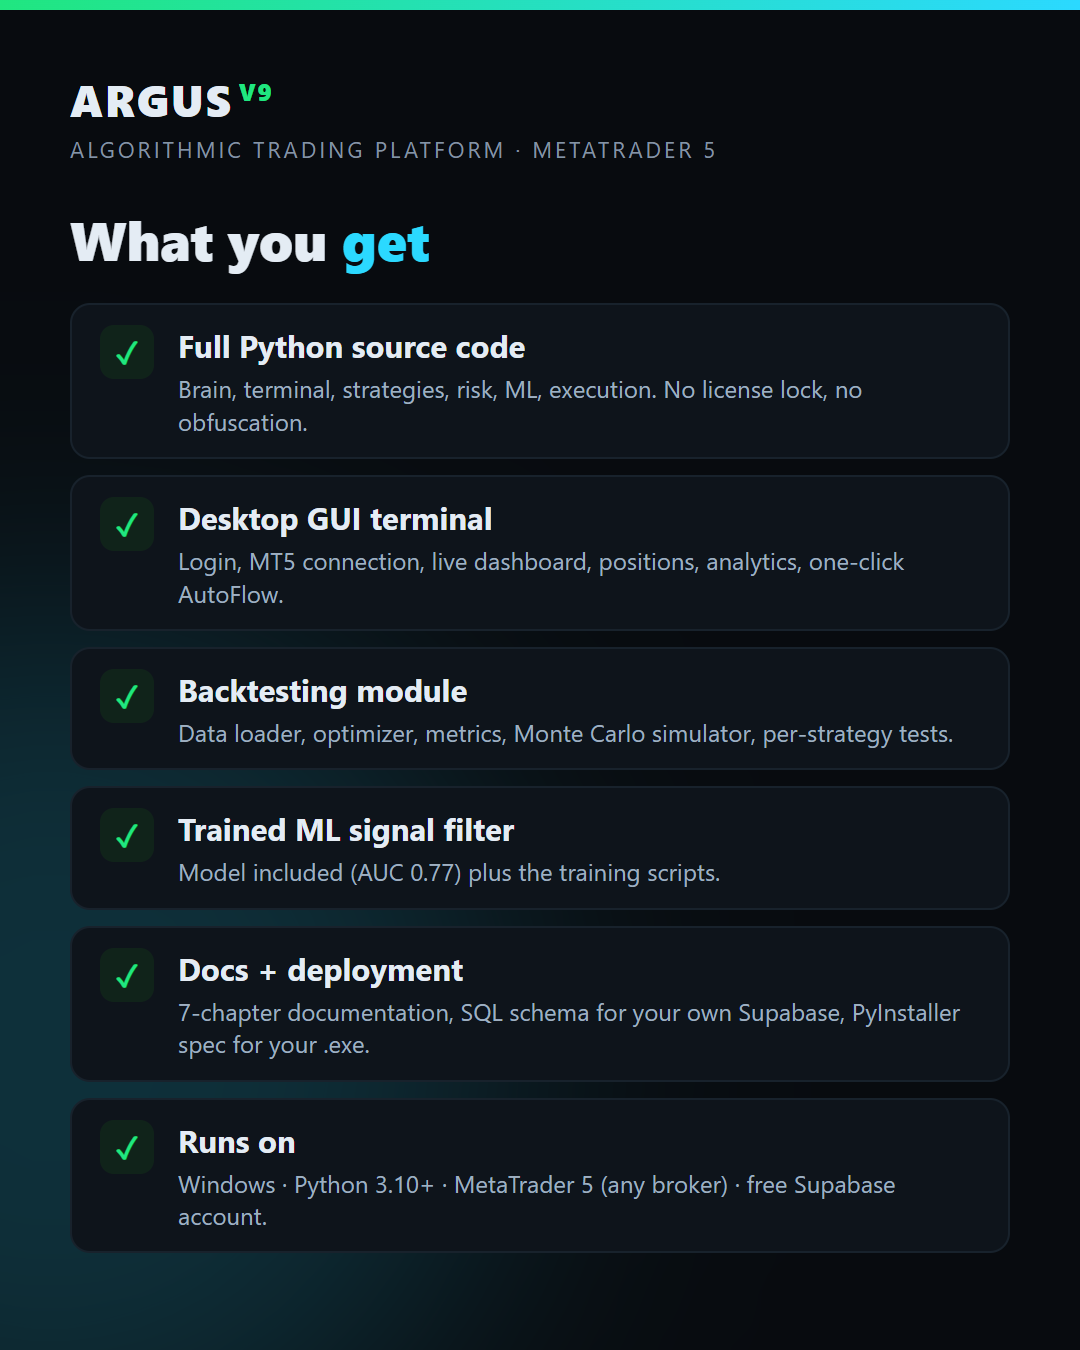 ARGUS V9
ALGORITHMIC TRADING PLATFORM · METATRADER 5
What you get
Full Python source code
Brain, terminal, strategies, risk, ML, execution. No license lock, no
obfuscation.
Desktop GUI terminal
Login, MT5 connection, live dashboard, positions, analytics, one-click
AutoFlow.
Backtesting module
Data loader, optimizer, metrics, Monte Carlo simulator, per-strategy tests.
Trained ML signal filter
Model included (AUC 0.77) plus the training scripts.
Docs + deployment
7-chapter documentation, SQL schema for your own Supabase, PyInstaller
spec for your .exe.
Runs on
Windows · Python 3.10+ · MetaTrader 5 (any broker) · free Supabase
account.